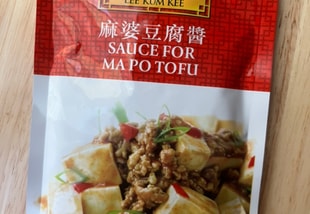 LEE KUM KEE
麻婆豆腐醬
SAUCE FOR
MA PO TOFU